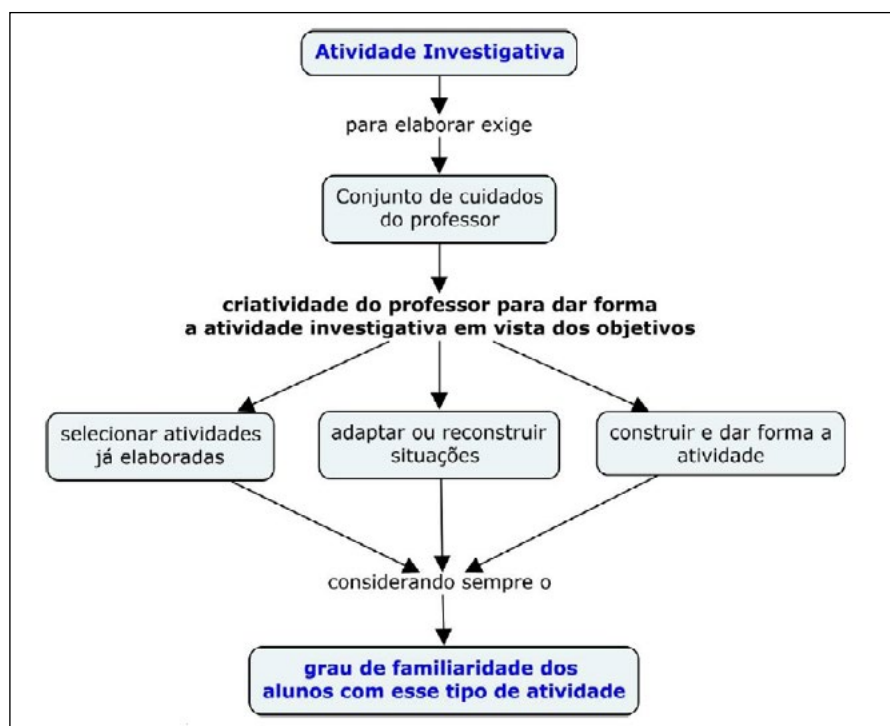 Atividade Investigativa
para elaborar exige
Conjunto de cuidados
do professor
criatividade do professor para dar forma
a atividade investigativa em vista dos objetivos
selecionar atividades
já elaboradas
adaptar ou reconstruir
situações
construir e dar forma a
atividade
considerando sempre o
grau de familiaridade dos
alunos com esse tipo de atividade